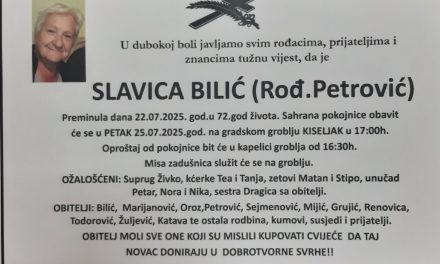 U dubokoj boli javljamo svim rođacima, prijateljima i
znancima tužnu vijest, da je
SLAVICA BILIĆ (Rođ.Petrović)
Preminula dana 22.07.2025. god.u 72.god života. Sahrana pokojnice obavit
će se u PETAK 25.07.2025.god. na gradskom groblju KISELJAK u 17:00h.
Oproštaj od pokojnice bit će u kapelici groblja od 16:30h.
Misa zadušnica služit će se na groblju.
OŽALOŠĆENI: Suprug Živko, kćerke Tea i Tanja, zetovi Matan i Stipo, unučad
Petar, Nora i Nika, sestra Dragica sa obitelji.
OBITELJI: Bilić, Marijanović, Oroz,Petrović, Sejmenović, Mijić, Grujić, Renovica,
Todorović, Žuljević, Katava te ostala rodbina, kumovi, susjedi i prijatelji.
OBITELJ MOLI SVE ONE KOJI SU MISLILI KUPOVATI CVIJEĆE DA TAJ
NOVAC DONIRAJU U DOBROTVORNE SVRHE!!